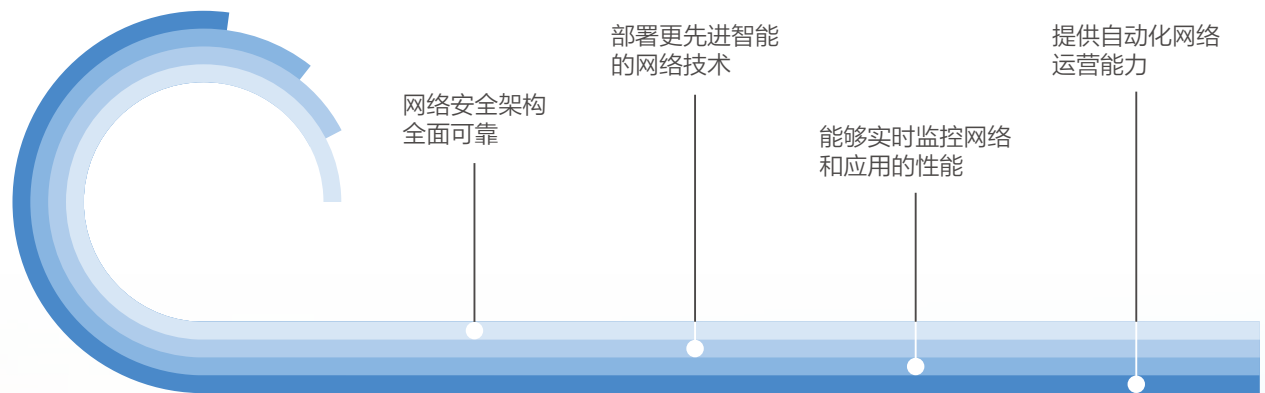 网络安全架构
全面可靠
部署更先进智能
的网络技术
能够实时监控网络
和应用的性能
提供自动化网络
运营能力